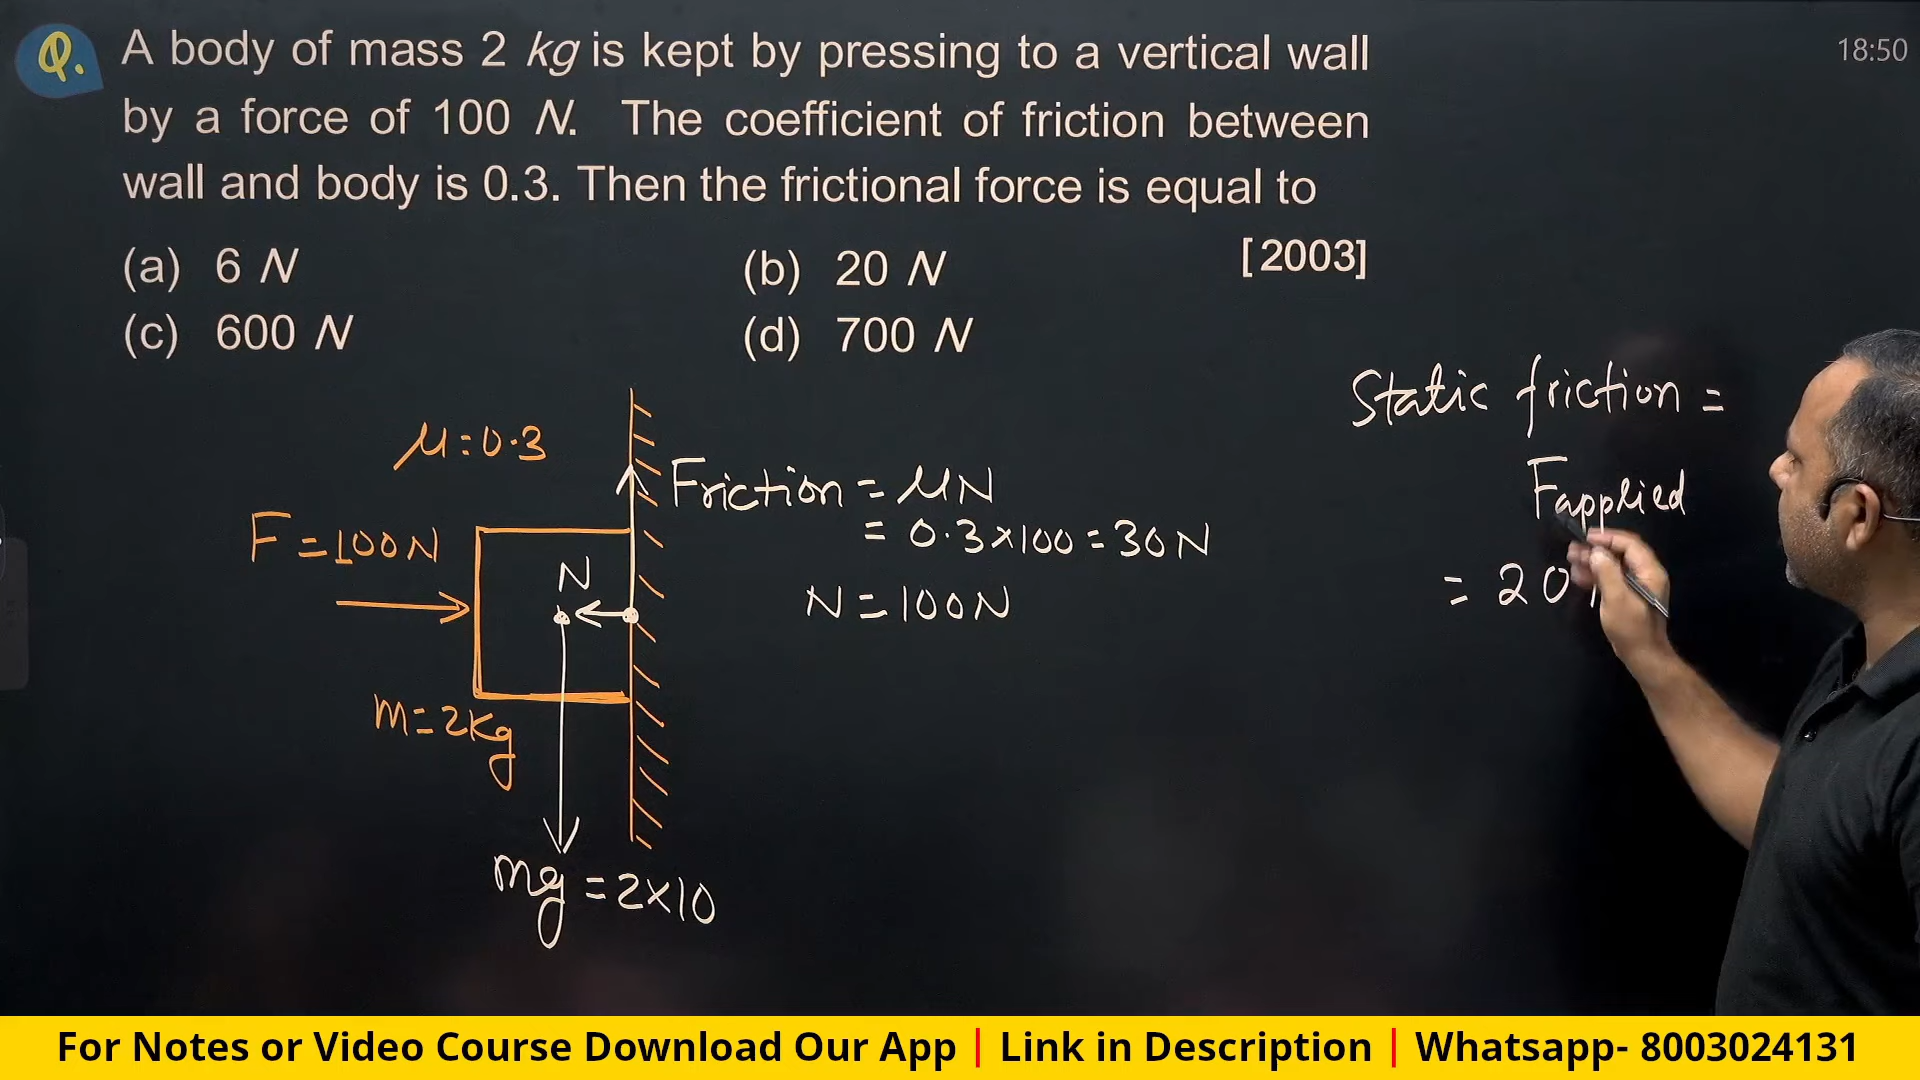 Q. A body of mass 2 kg is kept by pressing to a vertical wall
18:50
by a force of 100 N. The coefficient of friction between
wall and body is 0.3. Then the frictional force is equal to
[2003]
(a) 6 N
(b) 20 N
(c) 600 N
(d) 700 N
Static friction =
Fapplied
= 20
μ=0.3
Friction = μN
= 0.3×100=30N
F=100N
N
N=100N
m=2kg
mg=2×10
For Notes or Video Course Download Our App | Link in Description | Whatsapp- 8003024131